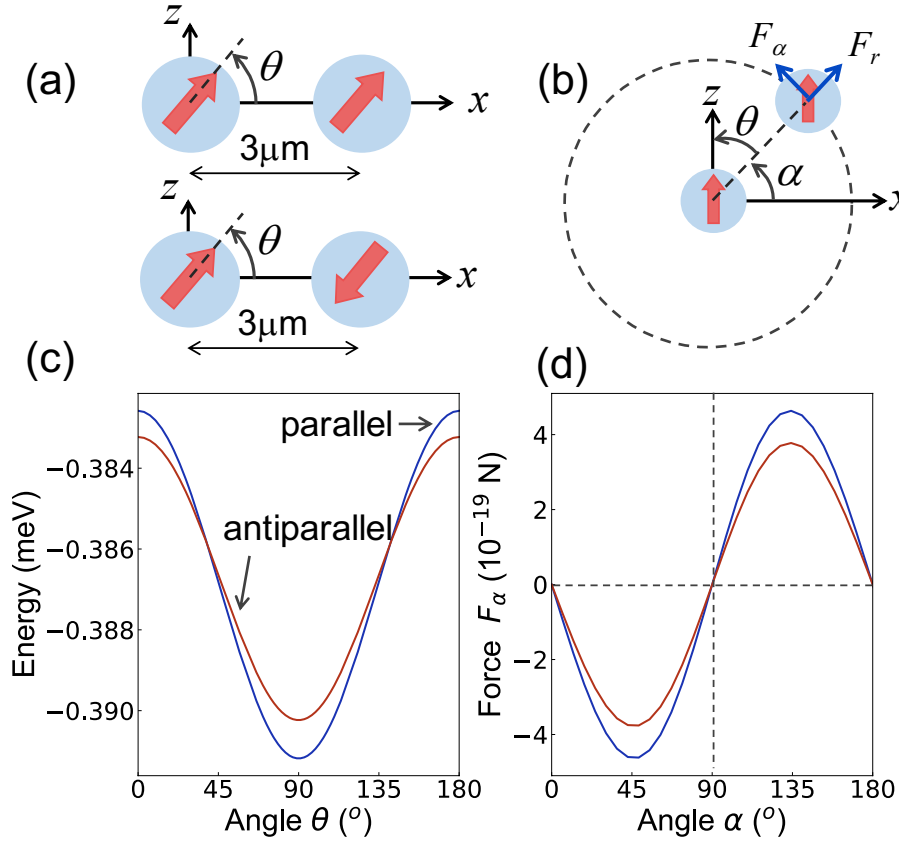 (a)
z
θ
x
3μm
z
θ
x
3μm
(b)
F_α
F_r
z
θ
α
x
(c)
Energy (meV)
−0.384
−0.386
−0.388
−0.390
parallel
antiparallel
0
45
90
135
180
Angle θ (°)
(d)
Force F_α (10⁻¹⁹ N)
4
2
0
−2
−4
0
45
90
135
180
Angle α (°)